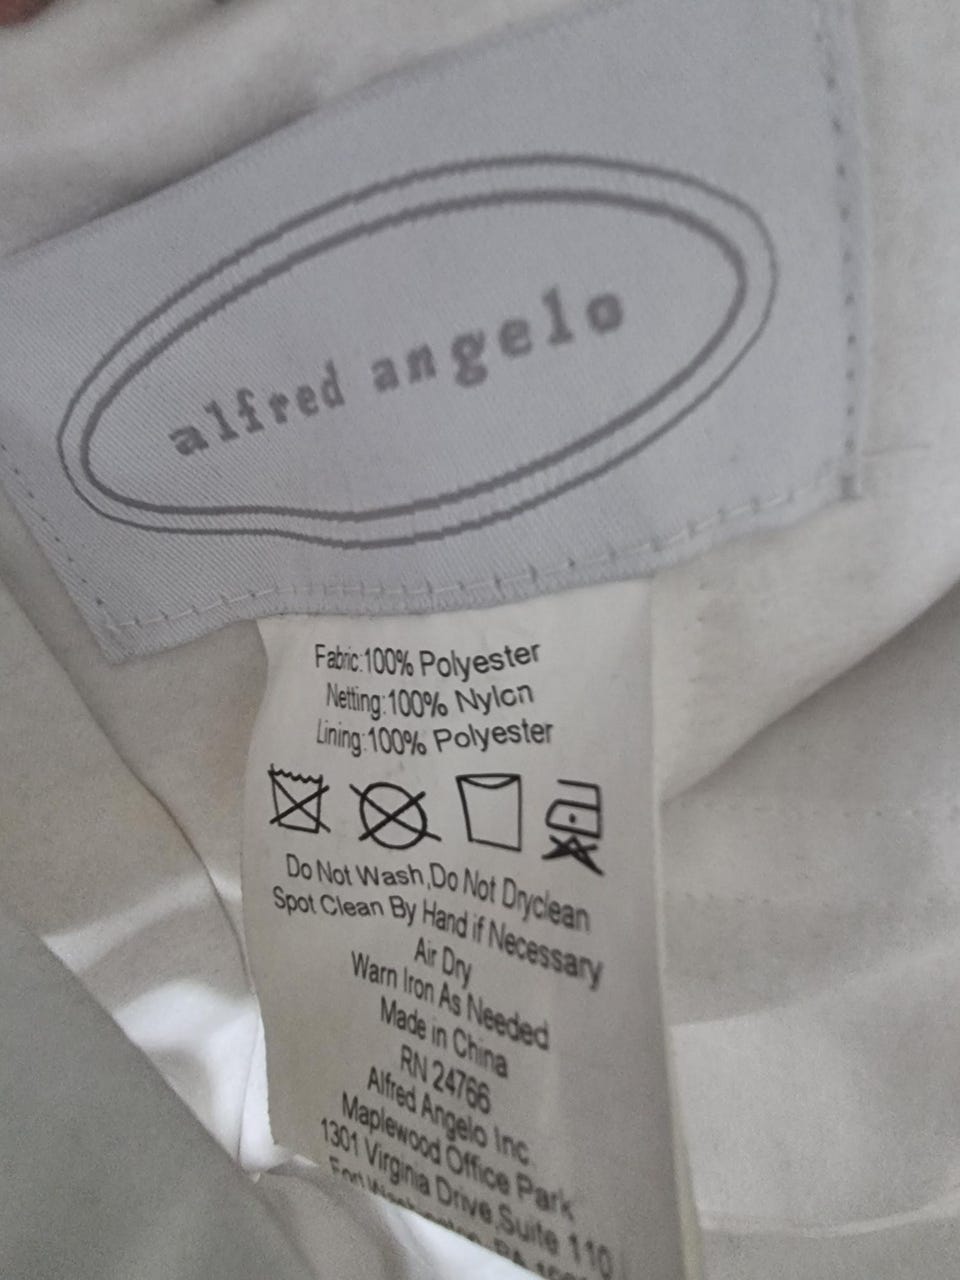 alfred angelo
Fabric:100% Polyester
Netting:100% Nylon
Lining:100% Polyester
Do Not Wash,Do Not Dryclean
Spot Clean By Hand if Necessary
Air Dry
Warn Iron As Needed
Made in China
RN 24766
Alfred Angelo Inc.
Maplewood Office Park
1301 Virginia Drive,Suite 110
PA